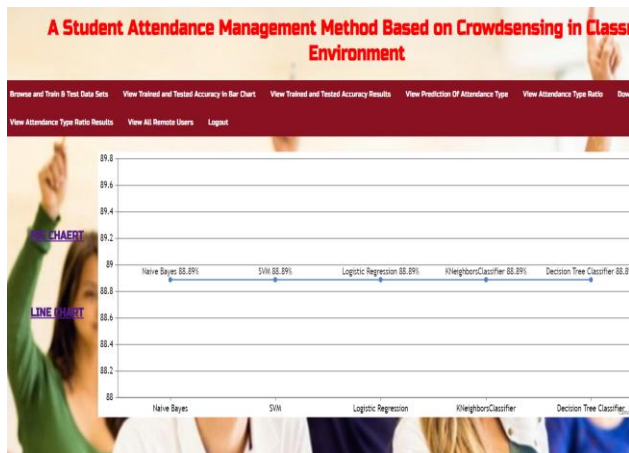 A Student Attendance Management Method Based on Crowdsensing in Classr
Environment
Browse and Train & Test Data Sets View Trained and Tested Accuracy in Bar Chart View Trained and Tested Accuracy Results View Prediction Of Attendance Type View Attendance Type Ratio Dow
View Attendance Type Ratio Results View All Remote Users Logout
89.8
89.6
89.4
CHAERT
89.2
89
Naive Bayes 88.89% SVM 88.89% Logistic Regression 88.89% KNeighborsClassifier 88.89% Decision Tree Classifier 88.8
88.8
LINE CHART
88.6
88.4
88.2
88
Naive Bayes SVM Logistic Regression KNeighborsClassifier Decision Tree Classifier